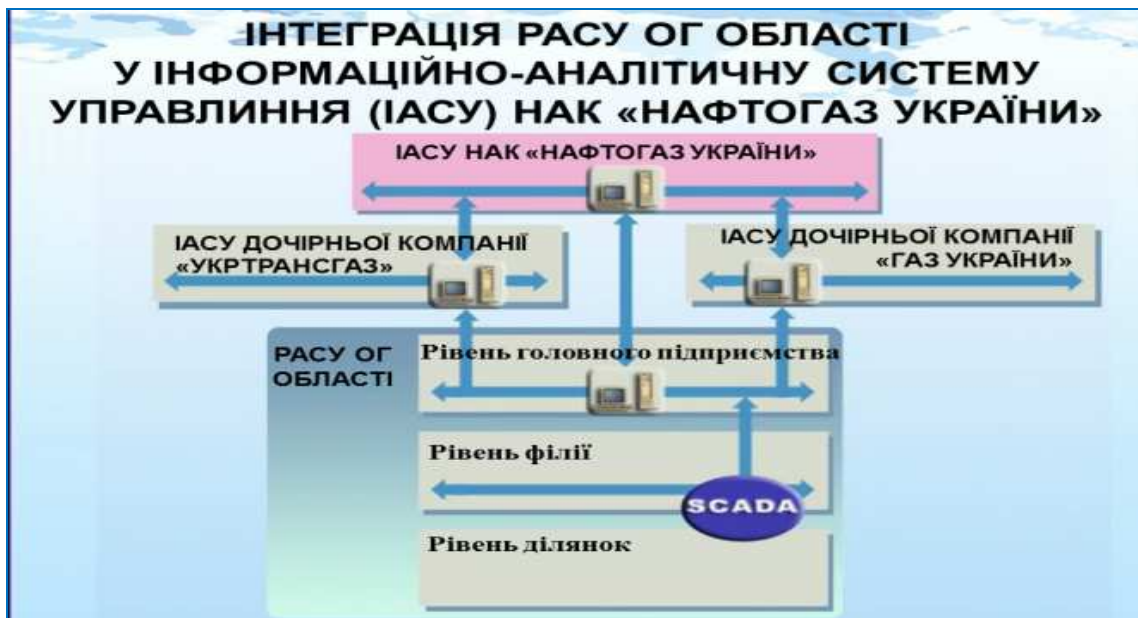 ІНТЕГРАЦІЯ РАСУ ОГ ОБЛАСТІ
У ІНФОРМАЦІЙНО-АНАЛІТИЧНУ СИСТЕМУ
УПРАВЛИННЯ (ІАСУ) НАК «НАФТОГАЗ УКРАЇНИ»
ІАСУ НАК «НАФТОГАЗ УКРАЇНИ»
ІАСУ ДОЧІРНЬОЇ КОМПАНІЇ
«УКРТРАНСГАЗ»
ІАСУ ДОЧІРНЬОЇ КОМПАНІЇ
«ГАЗ УКРАЇНИ»
РАСУ ОГ
ОБЛАСТІ
Рівень головного підприємства
Рівень філії
SCADA
Рівень ділянок